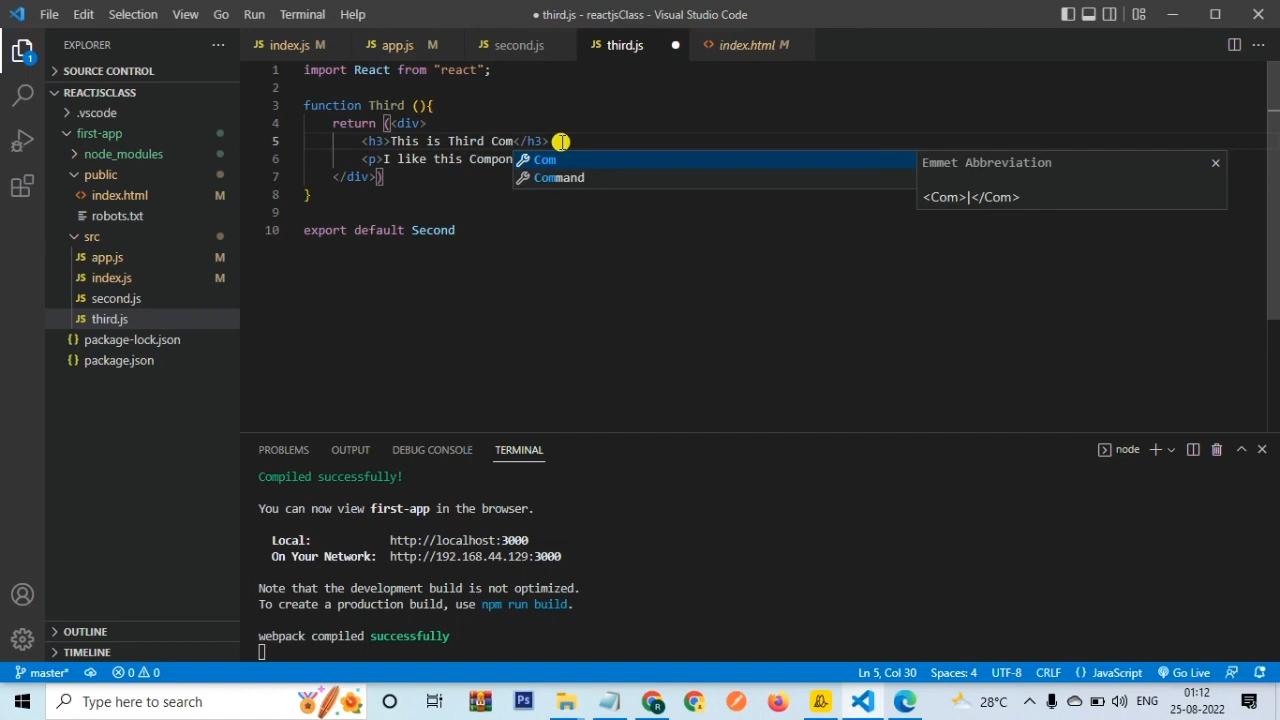 File Edit Selection View Go Run Terminal Help
● third.js - reactjsClass - Visual Studio Code
EXPLORER
JS index.js M
JS app.js M
JS second.js
JS third.js
<> index.html M
SOURCE CONTROL
REACTJSCLASS
.vscode
first-app
node_modules
public
<> index.html M
robots.txt
src
JS app.js M
JS index.js M
JS second.js
JS third.js
{} package-lock.json
{} package.json
OUTLINE
TIMELINE
1 import React from "react";
2
3 function Third (){
4 return (<div>
5 <h3>This is Third Com</h3>
6 <p>I like this Compon
7 </div>)
8 }
9
10 export default Second
Com
Command
Emmet Abbreviation
<Com>|</Com>
PROBLEMS OUTPUT DEBUG CONSOLE TERMINAL
node
Compiled successfully!
You can now view first-app in the browser.
Local: http://localhost:3000
On Your Network: http://192.168.44.129:3000
Note that the development build is not optimized.
To create a production build, use npm run build.
webpack compiled successfully
1
master*
0 0
Ln 5, Col 30 Spaces: 4 UTF-8 CRLF {} JavaScript Go Live
Type here to search
Ps
R
28°C
ENG
01:12
25-08-2022